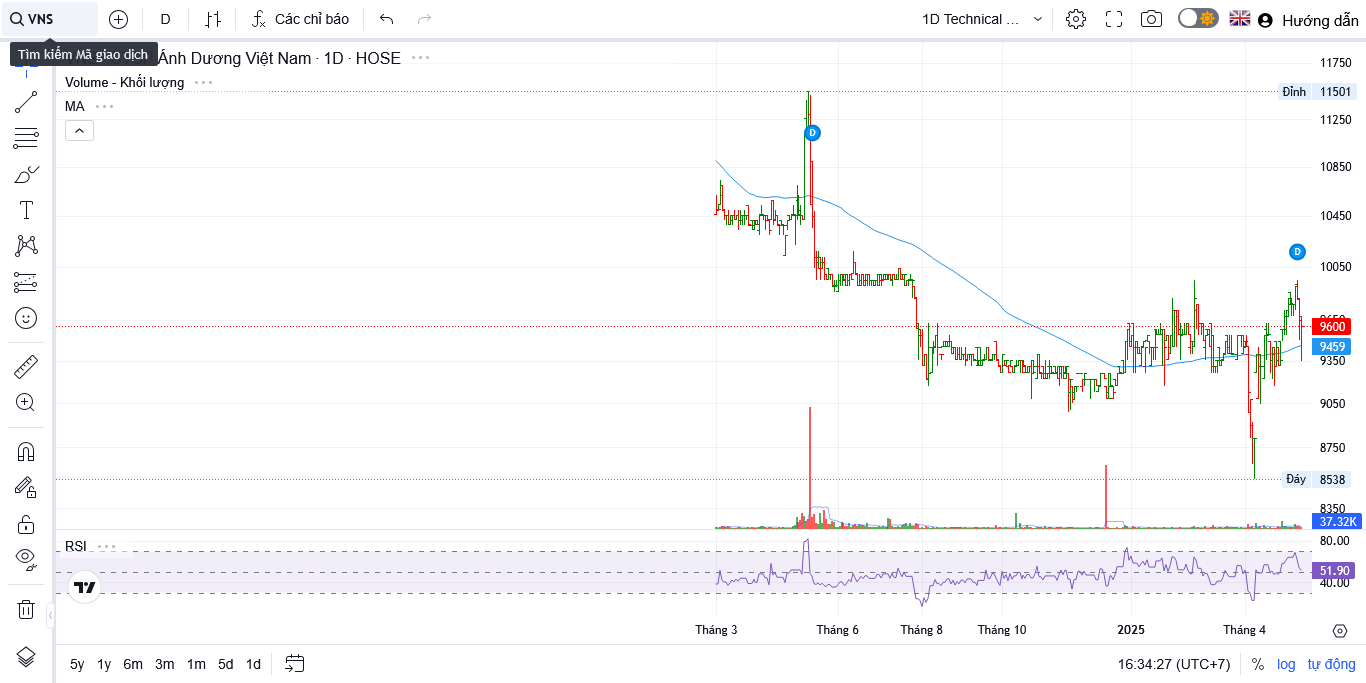 VNS
D
Các chỉ báo
1D Technical ...
Hướng dẫn
Tìm kiếm Mã giao dịch
Ánh Dương Việt Nam · 1D · HOSE
Volume - Khối lượng
MA
D
D
11750
Đỉnh 11501
11250
10850
10450
10050
9600
9459
9350
9050
8750
Đáy 8538
8350
37.32K
RSI
80.00
51.90
40.00
Tháng 3
Tháng 6
Tháng 8
Tháng 10
2025
Tháng 4
5y 1y 6m 3m 1m 5d 1d
16:34:27 (UTC+7)
% log tự động